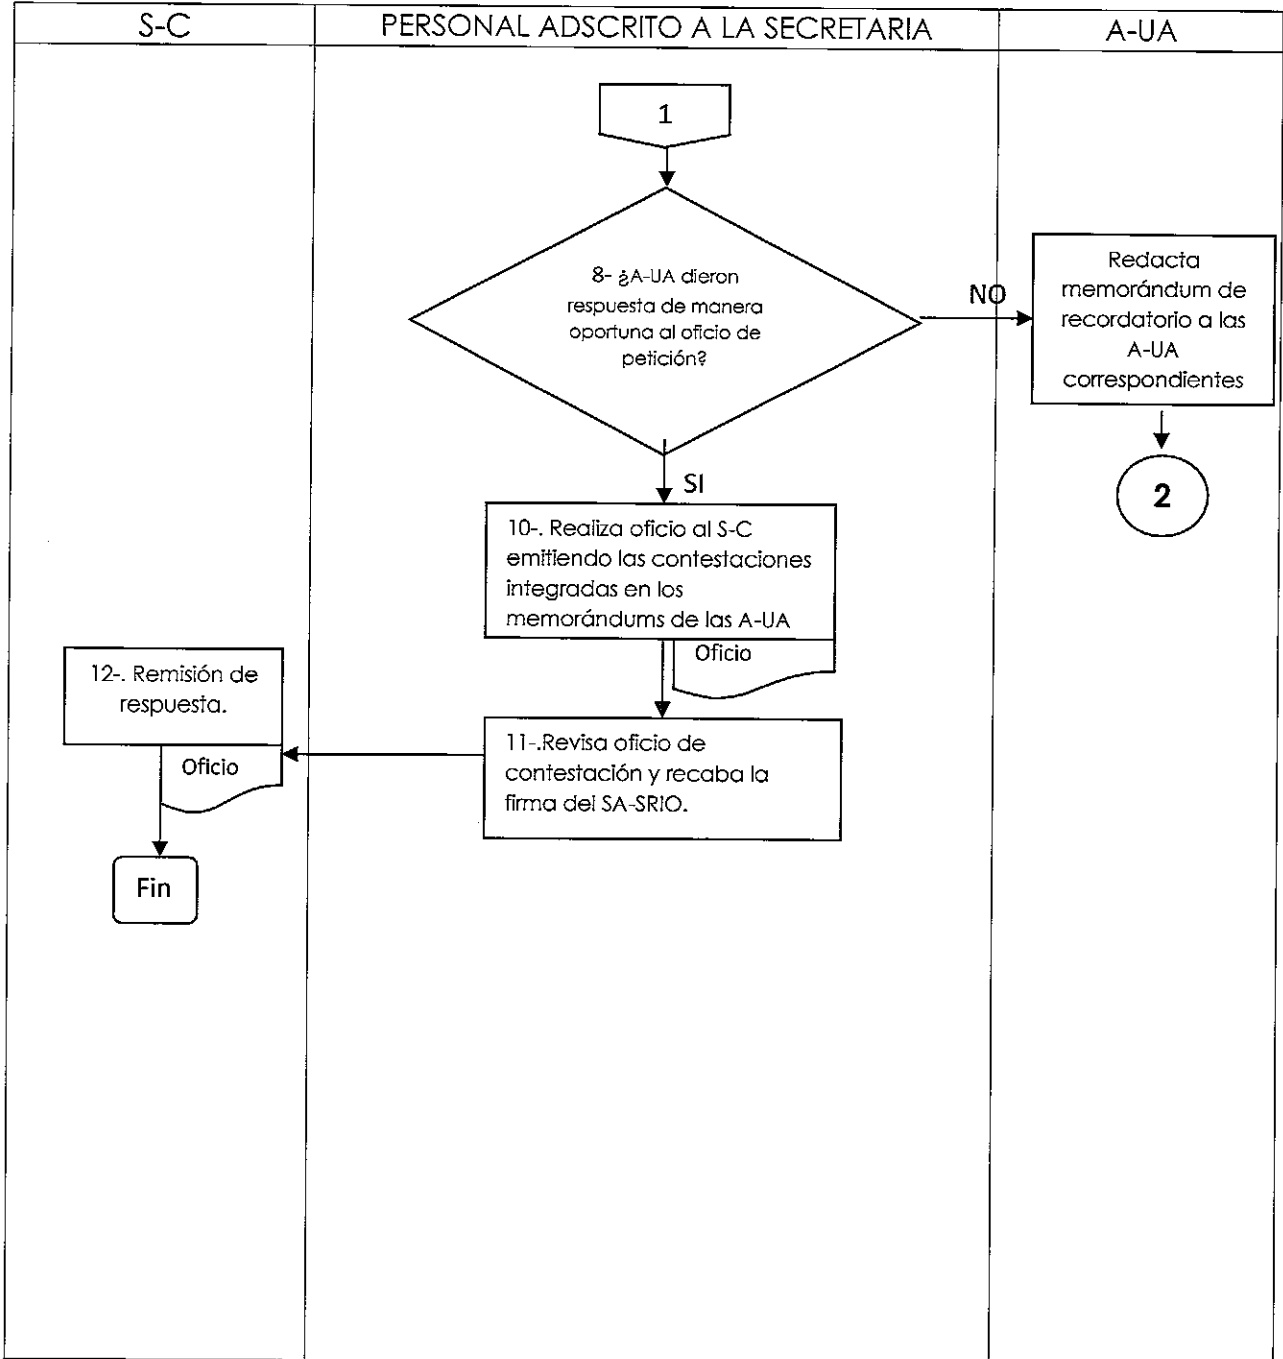 S-C
PERSONAL ADSCRITO A LA SECRETARIA
A-UA
1
8- ¿A-UA dieron
respuesta de manera
oportuna al oficio de
petición?
NO
Redacta
memorándum de
recordatorio a las
A-UA
correspondientes
2
SI
10-. Realiza oficio al S-C
emitiendo las contestaciones
integradas en los
memorándums de las A-UA
Oficio
11-.Revisa oficio de
contestación y recaba la
firma del SA-SRIO.
12-. Remisión de
respuesta.
Oficio
Fin